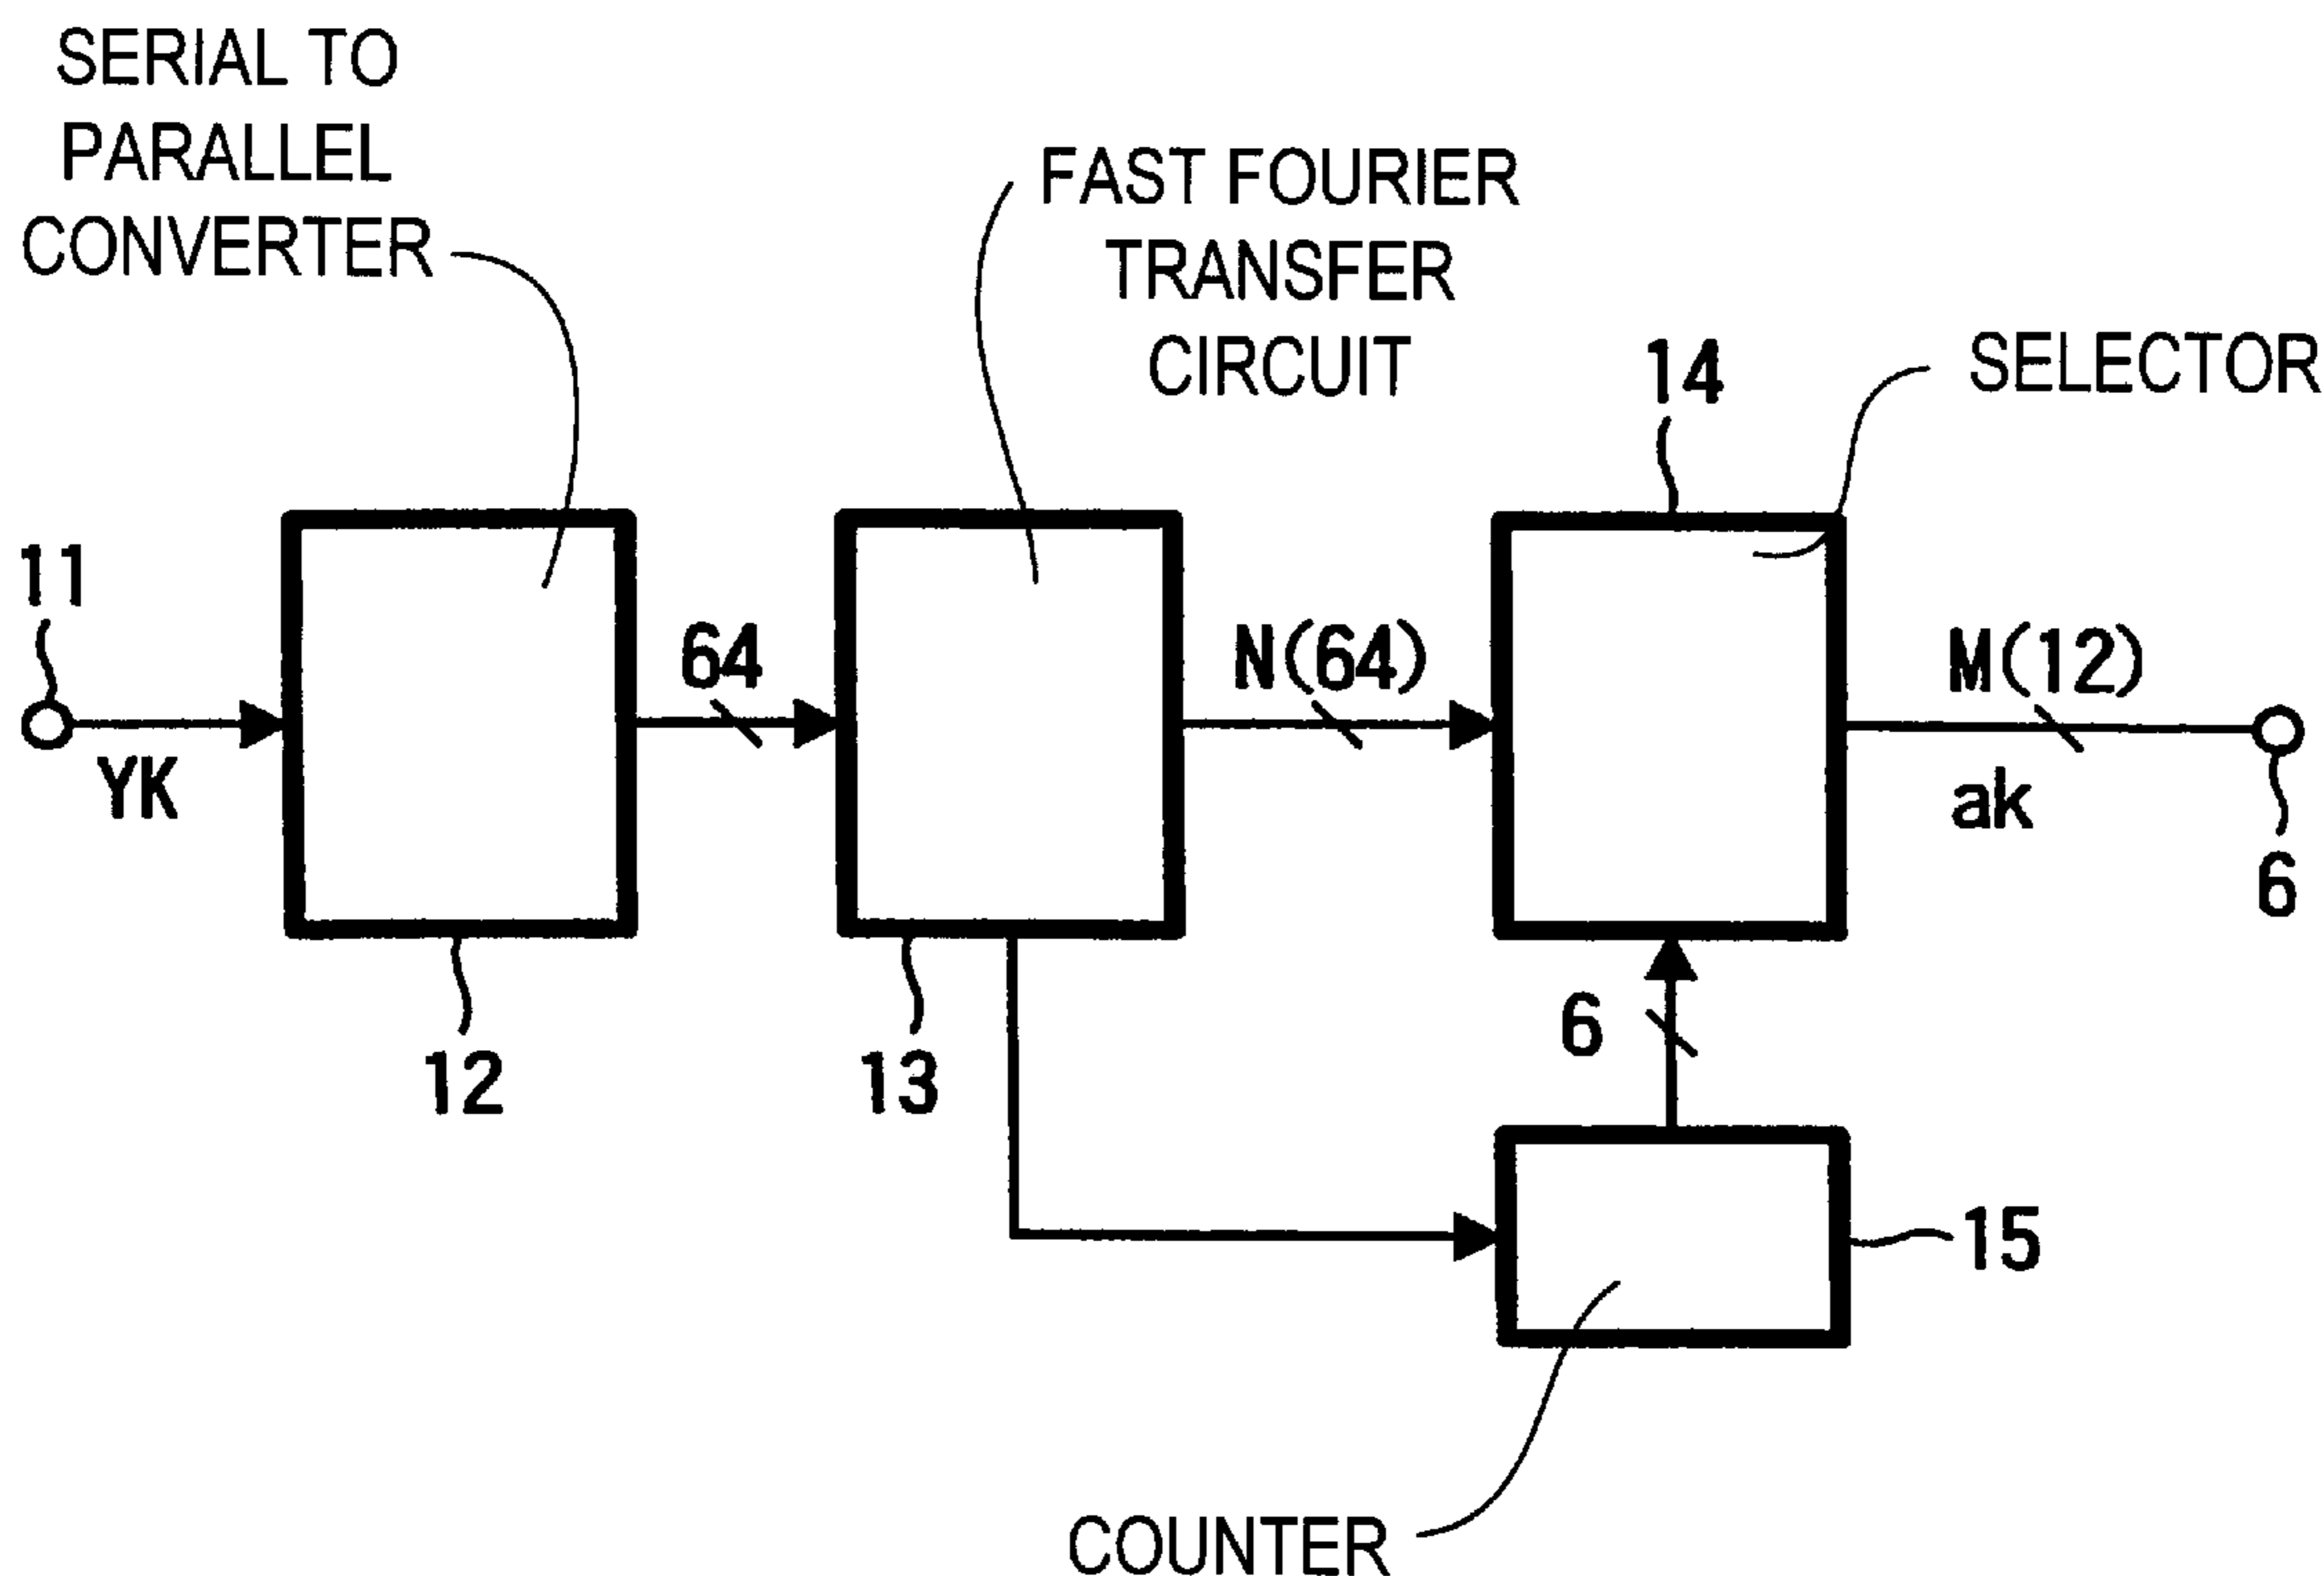 SERIAL TO
PARALLEL
CONVERTER
FAST FOURIER
TRANSFER
CIRCUIT
14
SELECTOR
11
64
N(64)
M(12)
YK
ak
6
12
13
6
15
COUNTER